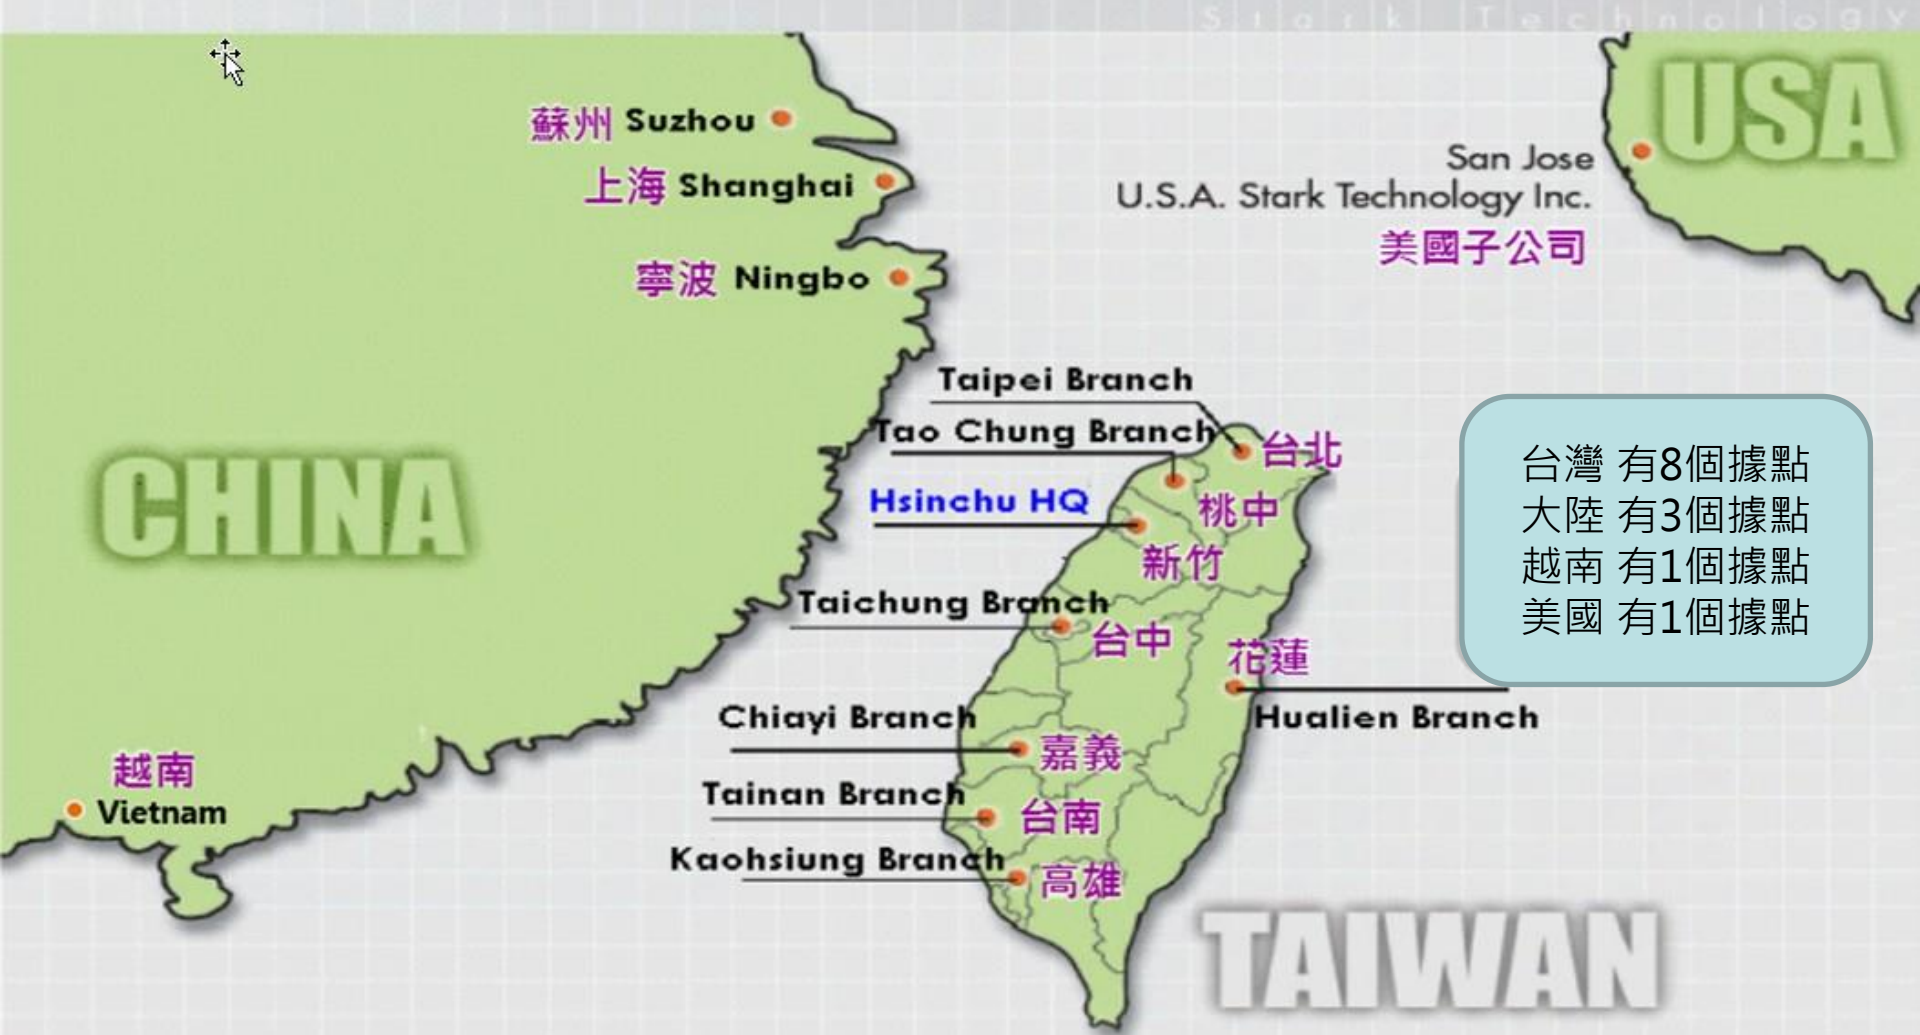 Stark Technology
USA
蘇州 Suzhou
上海 Shanghai
寧波 Ningbo
San Jose
U.S.A. Stark Technology Inc.
美國子公司
Taipei Branch
台北
Tao Chung Branch
桃中
Hsinchu HQ
新竹
CHINA
台灣 有8個據點
大陸 有3個據點
越南 有1個據點
美國 有1個據點
Taichung Branch
台中
花蓮
Hualien Branch
Chiayi Branch
嘉義
越南
Vietnam
Tainan Branch
台南
Kaohsiung Branch
高雄
TAIWAN